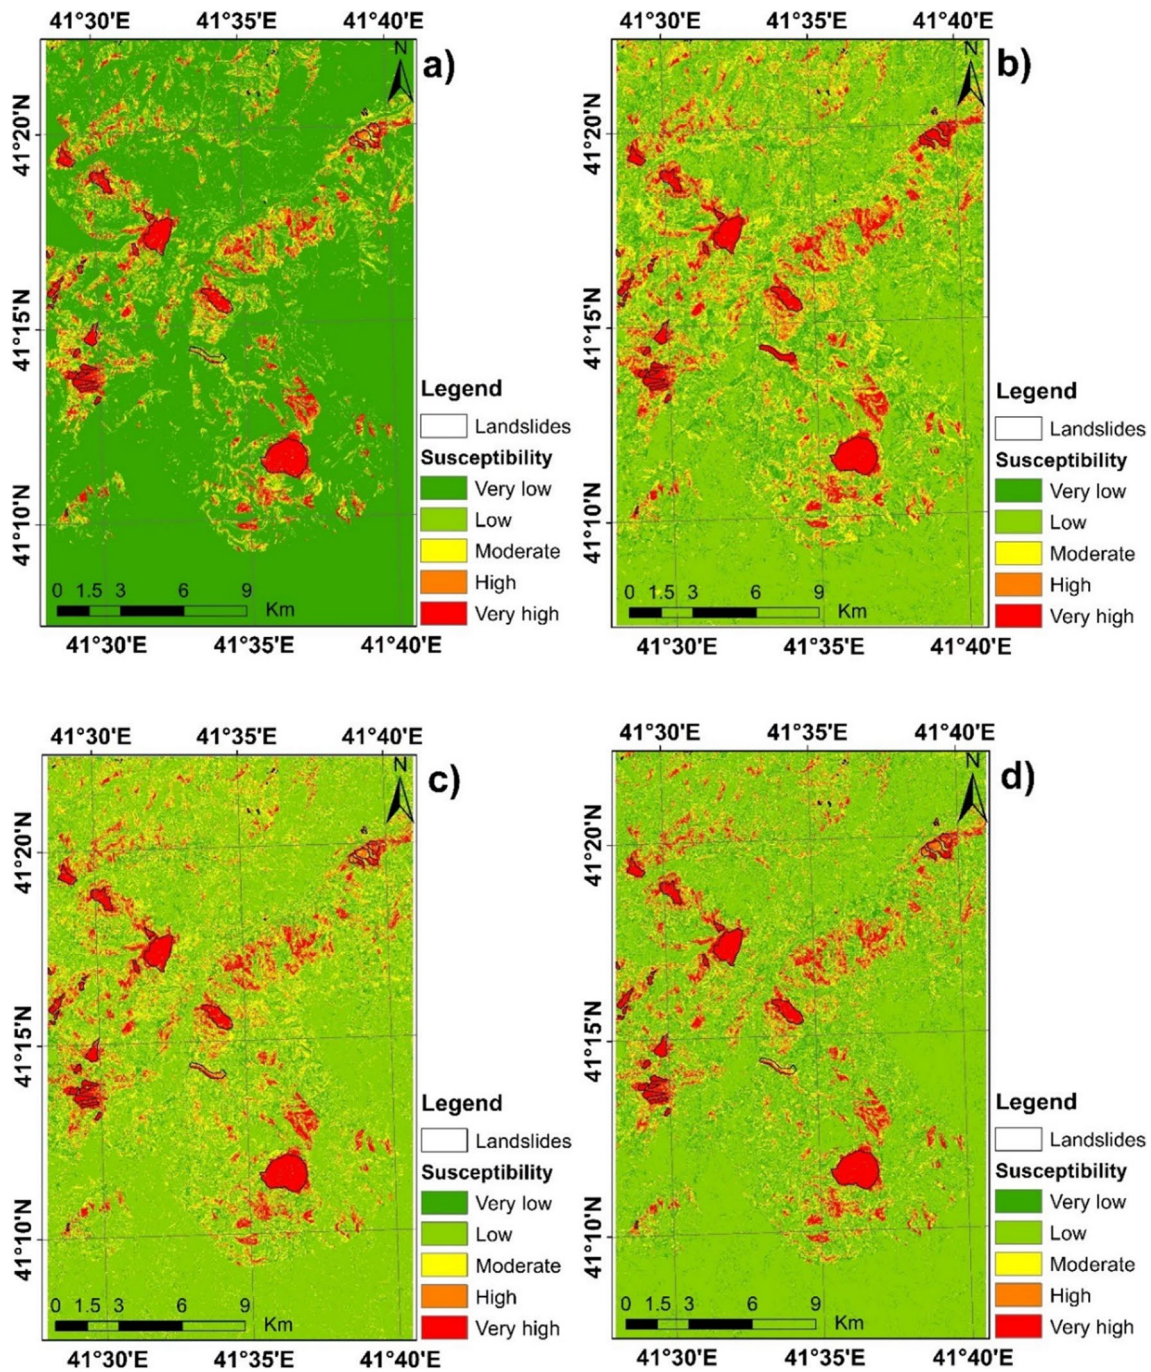 41°30'E 41°35'E 41°40'E
N
a)
41°20'N
41°15'N
41°10'N
Legend
Landslides
Susceptibility
Very low
Low
Moderate
High
Very high
0 1.5 3 6 9
Km
41°30'E 41°35'E 41°40'E
41°30'E 41°35'E 41°40'E
N
b)
41°20'N
41°15'N
41°10'N
Legend
Landslides
Susceptibility
Very low
Low
Moderate
High
Very high
0 1.5 3 6 9
Km
41°30'E 41°35'E 41°40'E
41°30'E 41°35'E 41°40'E
N
c)
41°20'N
41°15'N
41°10'N
Legend
Landslides
Susceptibility
Very low
Low
Moderate
High
Very high
0 1.5 3 6 9
Km
41°30'E 41°35'E 41°40'E
41°30'E 41°35'E 41°40'E
N
d)
41°20'N
41°15'N
41°10'N
Legend
Landslides
Susceptibility
Very low
Low
Moderate
High
Very high
0 1.5 3 6 9
Km
41°30'E 41°35'E 41°40'E